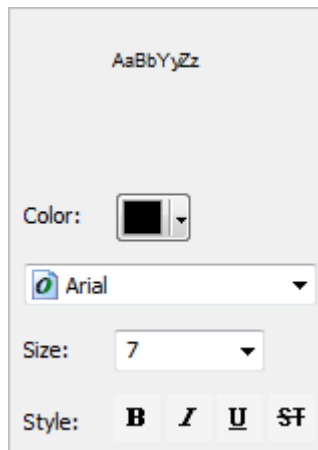 AaBbYyZz
Color:
Arial
Size: 7
Style: B I U ST